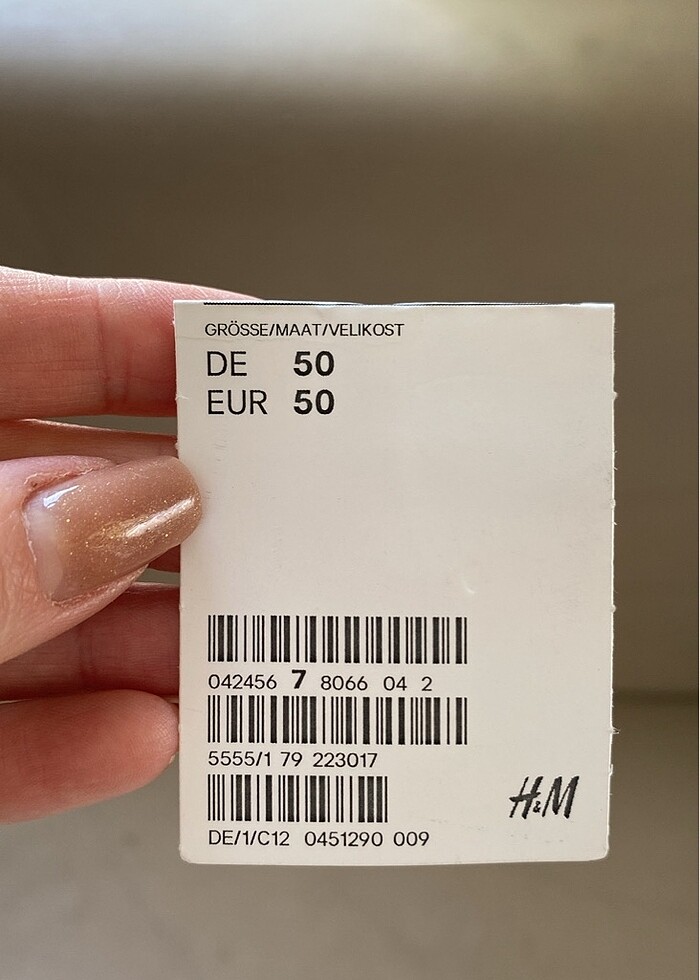 GRÖSSE/MAAT/VELIKOST
DE 50
EUR 50
042456 7 8066 04 2
5555/1 79 223017
DE/1/C12 0451290 009
H&M